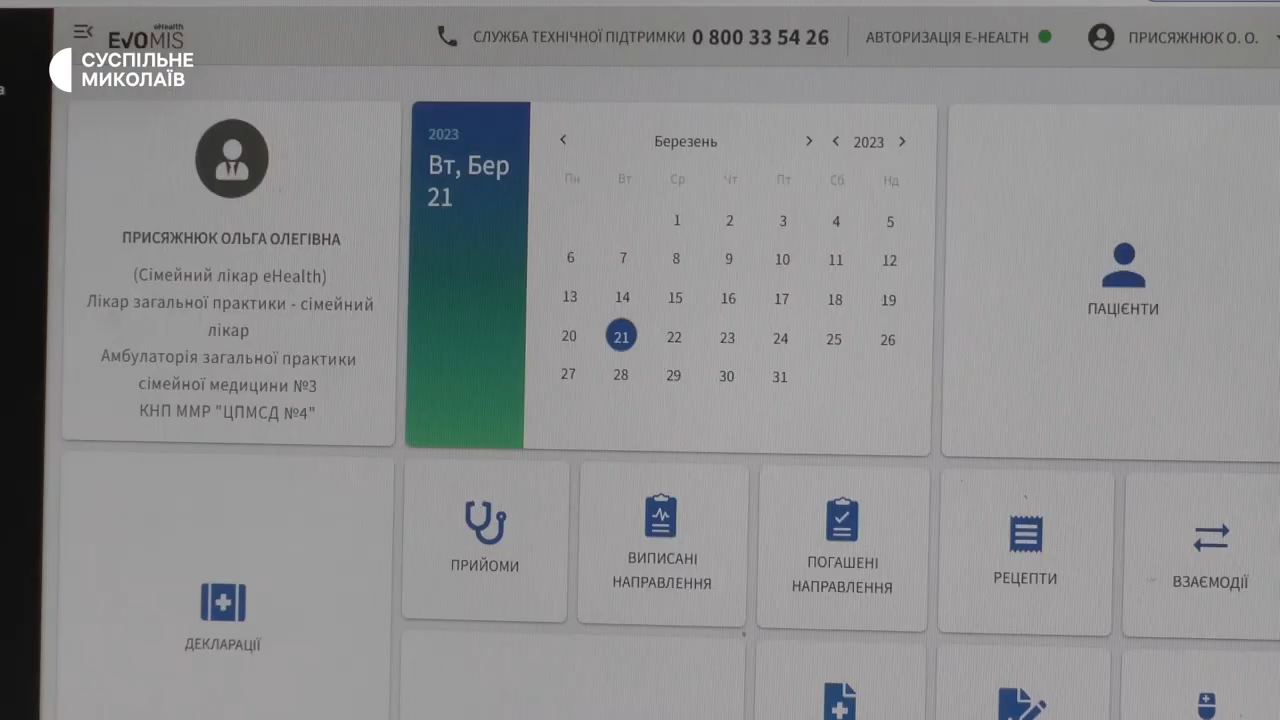 eHealth
EVOMIS
СЛУЖБА ТЕХНІЧНОЇ ПІДТРИМКИ 0 800 33 54 26
АВТОРИЗАЦІЯ E-HEALTH
ПРИСЯЖНЮК О. О.
СУСПІЛЬНЕ
МИКОЛАЇВ
ПРИСЯЖНЮК ОЛЬГА ОЛЕГІВНА
(Сімейний лікар eHealth)
Лікар загальної практики - сімейний
лікар
Амбулаторія загальної практики
сімейної медицини №3
КНП ММР "ЦПМСД №4"
2023
Вт, Бер
21
Березень
2023
Пн Вт Ср Чт Пт Сб Нд
1 2 3 4 5
6 7 8 9 10 11 12
13 14 15 16 17 18 19
20 21 22 23 24 25 26
27 28 29 30 31
ПАЦІЄНТИ
ДЕКЛАРАЦІЇ
ПРИЙОМИ
ВИПИСАНІ
НАПРАВЛЕННЯ
ПОГАШЕНІ
НАПРАВЛЕННЯ
РЕЦЕПТИ
ВЗАЄМОДІЇ